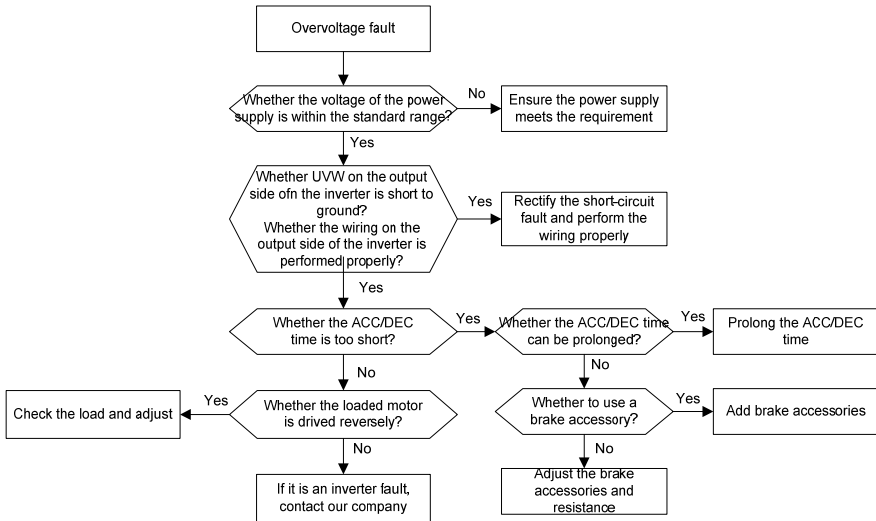 Overvoltage fault
Whether the voltage of the power
supply is within the standard range?
No
Ensure the power supply
meets the requirement
Yes
Whether UVW on the output
side ofn the inverter is short to
ground?
Whether the wiring on the
output side of the inverter is
performed properly?
Yes
Rectify the short-circuit
fault and perform the
wiring properly
Yes
Whether the ACC/DEC
time is too short?
Yes
Whether the ACC/DEC time
can be prolonged?
Yes
Prolong the ACC/DEC
time
No
No
Check the load and adjust
Yes
Whether the loaded motor
is drived reversely?
Whether to use a
brake accessory?
Yes
Add brake accessories
No
No
If it is an inverter fault,
contact our company
Adjust the brake
accessories and
resistance